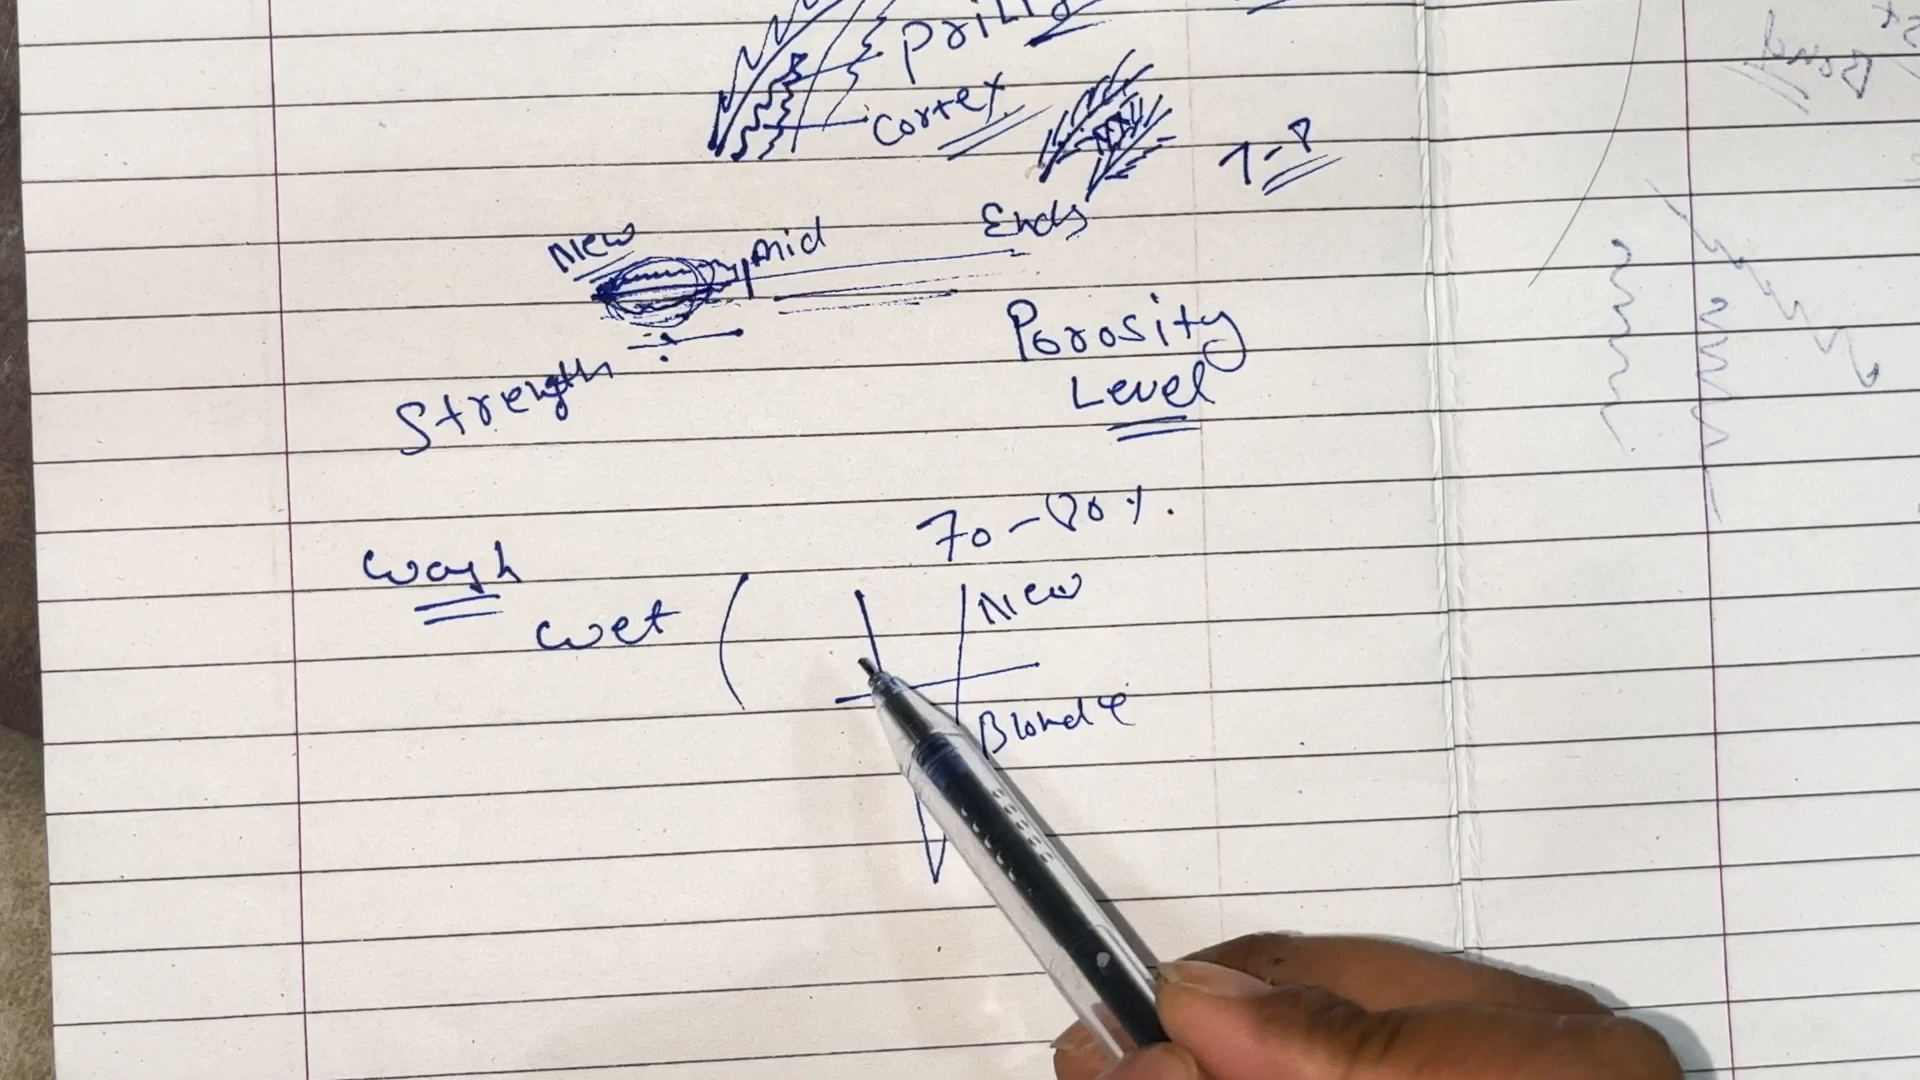 Cortex
New
mid
Ends
Porosity
Level
Strength
70-80%.
Wash
wet
New
Blonde